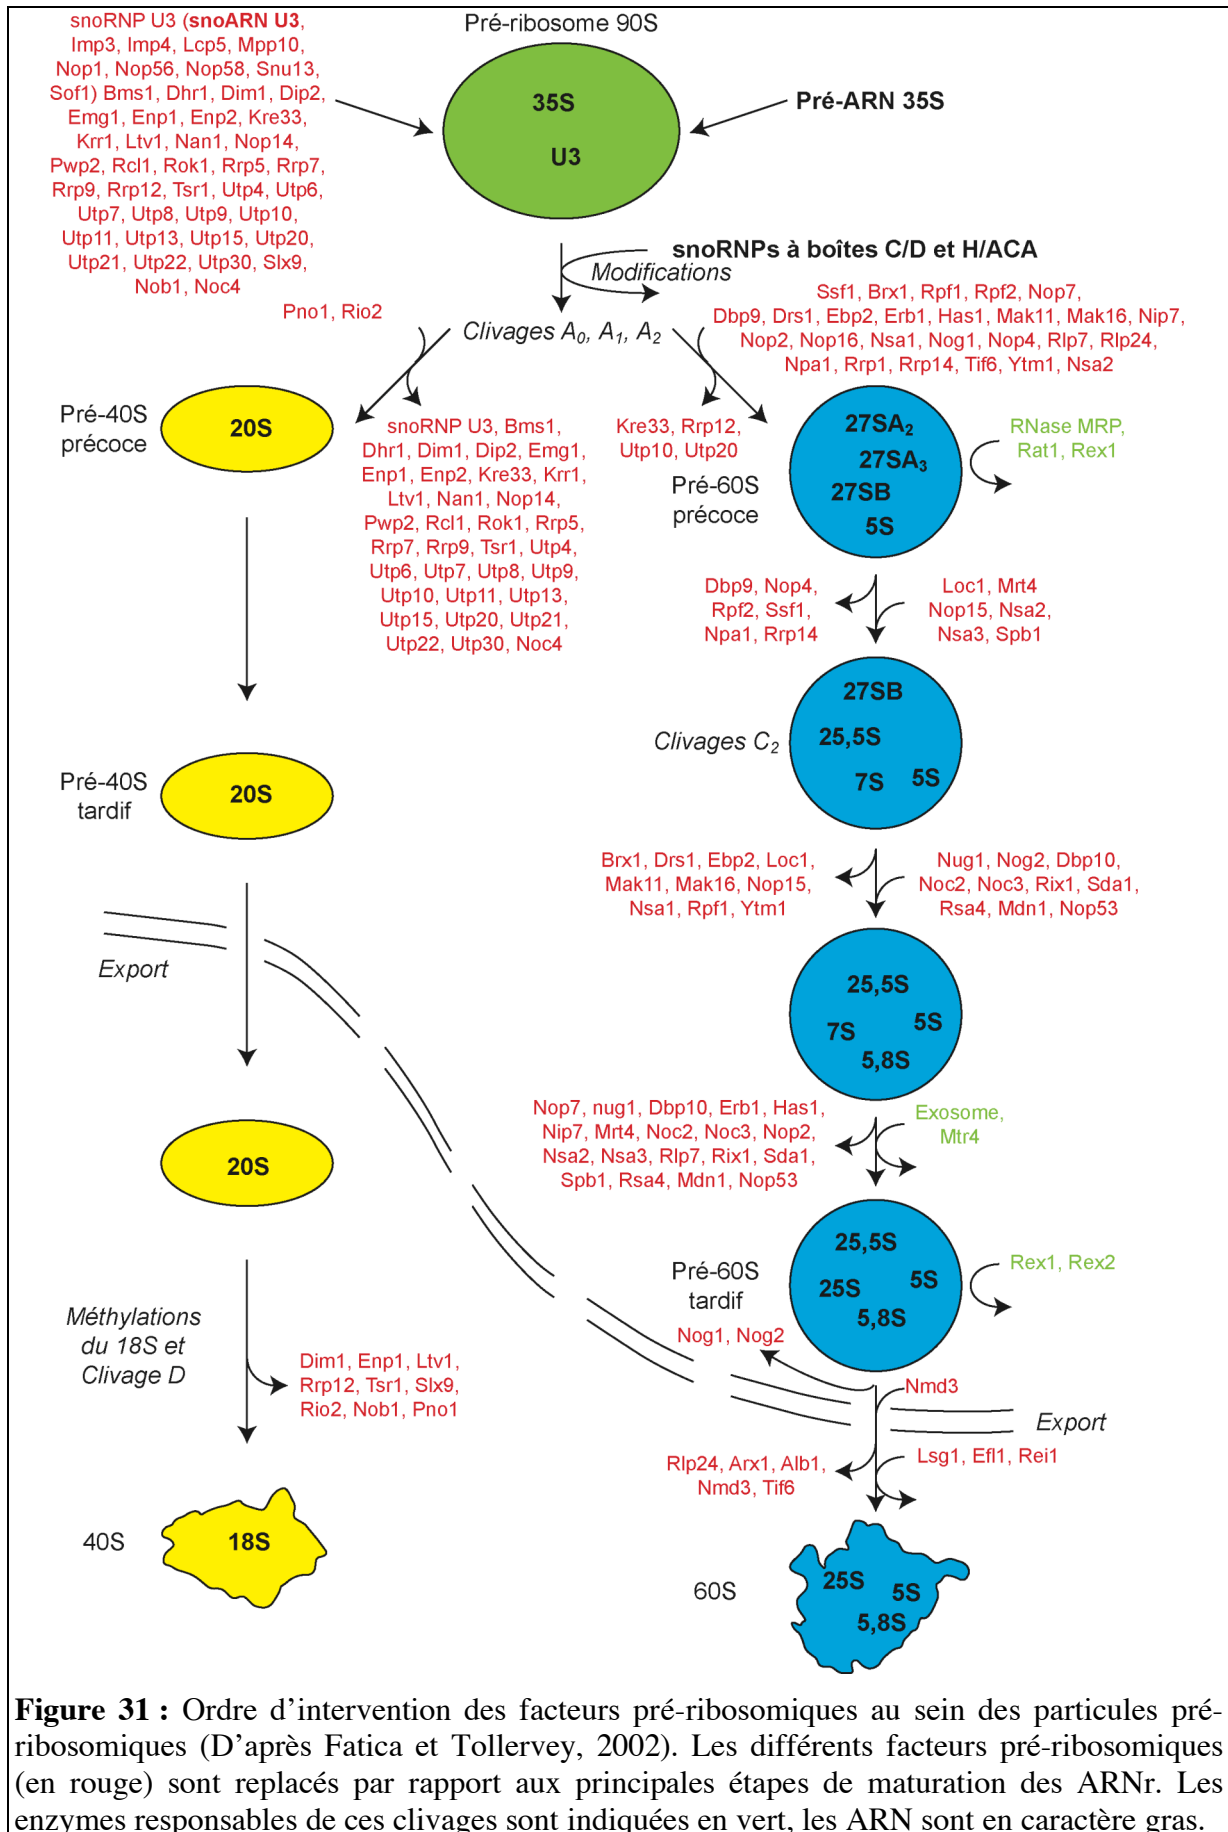 snoRNP U3 (snoARN U3,
Imp3, Imp4, Lcp5, Mpp10,
Nop1, Nop56, Nop58, Snu13,
Sof1) Bms1, Dhr1, Dim1, Dip2,
Emg1, Enp1, Enp2, Kre33,
Krr1, Ltv1, Nan1, Nop14,
Pwp2, Rcl1, Rok1, Rrp5, Rrp7,
Rrp9, Rrp12, Tsr1, Utp4, Utp6,
Utp7, Utp8, Utp9, Utp10,
Utp11, Utp13, Utp15, Utp20,
Utp21, Utp22, Utp30, Slx9,
Nob1, Noc4
Pré-ribosome 90S
35S
U3
Pré-ARN 35S
snoRNPs à boîtes C/D et H/ACA
Modifications
Pno1, Rio2
Clivages A0, A1, A2
Ssf1, Brx1, Rpf1, Rpf2, Nop7,
Dbp9, Drs1, Ebp2, Erb1, Has1, Mak11, Mak16, Nip7,
Nop2, Nop16, Nsa1, Nog1, Nop4, Rlp7, Rlp24,
Npa1, Rrp1, Rrp14, Tif6, Ytm1, Nsa2
Pré-40S
précoce
20S
snoRNP U3, Bms1,
Dhr1, Dim1, Dip2, Emg1,
Enp1, Enp2, Kre33, Krr1,
Ltv1, Nan1, Nop14,
Pwp2, Rcl1, Rok1, Rrp5,
Rrp7, Rrp9, Tsr1, Utp4,
Utp6, Utp7, Utp8, Utp9,
Utp10, Utp11, Utp13,
Utp15, Utp20, Utp21,
Utp22, Utp30, Noc4
Kre33, Rrp12,
Utp10, Utp20
Pré-60S
précoce
27SA2
27SA3
27SB
5S
RNase MRP,
Rat1, Rex1
Dbp9, Nop4,
Rpf2, Ssf1,
Npa1, Rrp14
Loc1, Mrt4
Nop15, Nsa2,
Nsa3, Spb1
Clivages C2
27SB
25,5S
7S
5S
Pré-40S
tardif
20S
Brx1, Drs1, Ebp2, Loc1,
Mak11, Mak16, Nop15,
Nsa1, Rpf1, Ytm1
Nug1, Nog2, Dbp10,
Noc2, Noc3, Rix1, Sda1,
Rsa4, Mdn1, Nop53
Export
25,5S
7S
5S
5,8S
Nop7, nug1, Dbp10, Erb1, Has1,
Nip7, Mrt4, Noc2, Noc3, Nop2,
Nsa2, Nsa3, Rlp7, Rix1, Sda1,
Spb1, Rsa4, Mdn1, Nop53
Exosome,
Mtr4
20S
Pré-60S
tardif
25,5S
25S
5S
5,8S
Rex1, Rex2
Nog1, Nog2
Nmd3
Méthylations
du 18S et
Clivage D
Dim1, Enp1, Ltv1,
Rrp12, Tsr1, Slx9,
Rio2, Nob1, Pno1
Export
Rlp24, Arx1, Alb1,
Nmd3, Tif6
Lsg1, Efl1, Rei1
40S
18S
60S
25S
5S
5,8S
Figure 31 : Ordre d'intervention des facteurs pré-ribosomiques au sein des particules pré-
ribosomiques (D'après Fatica et Tollervey, 2002). Les différents facteurs pré-ribosomiques
(en rouge) sont replacés par rapport aux principales étapes de maturation des ARNr. Les
enzymes responsables de ces clivages sont indiquées en vert, les ARN sont en caractère gras.